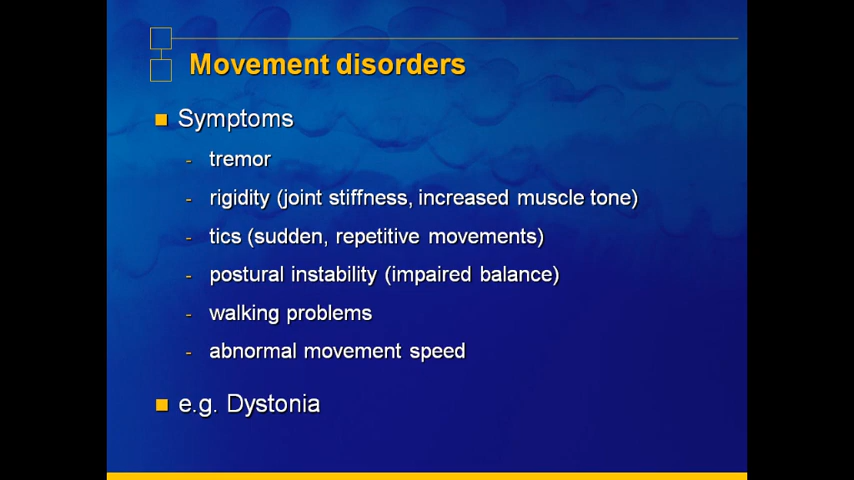 Movement disorders
Symptoms
- tremor
- rigidity (joint stiffness, increased muscle tone)
- tics (sudden, repetitive movements)
- postural instability (impaired balance)
- walking problems
- abnormal movement speed
e.g. Dystonia